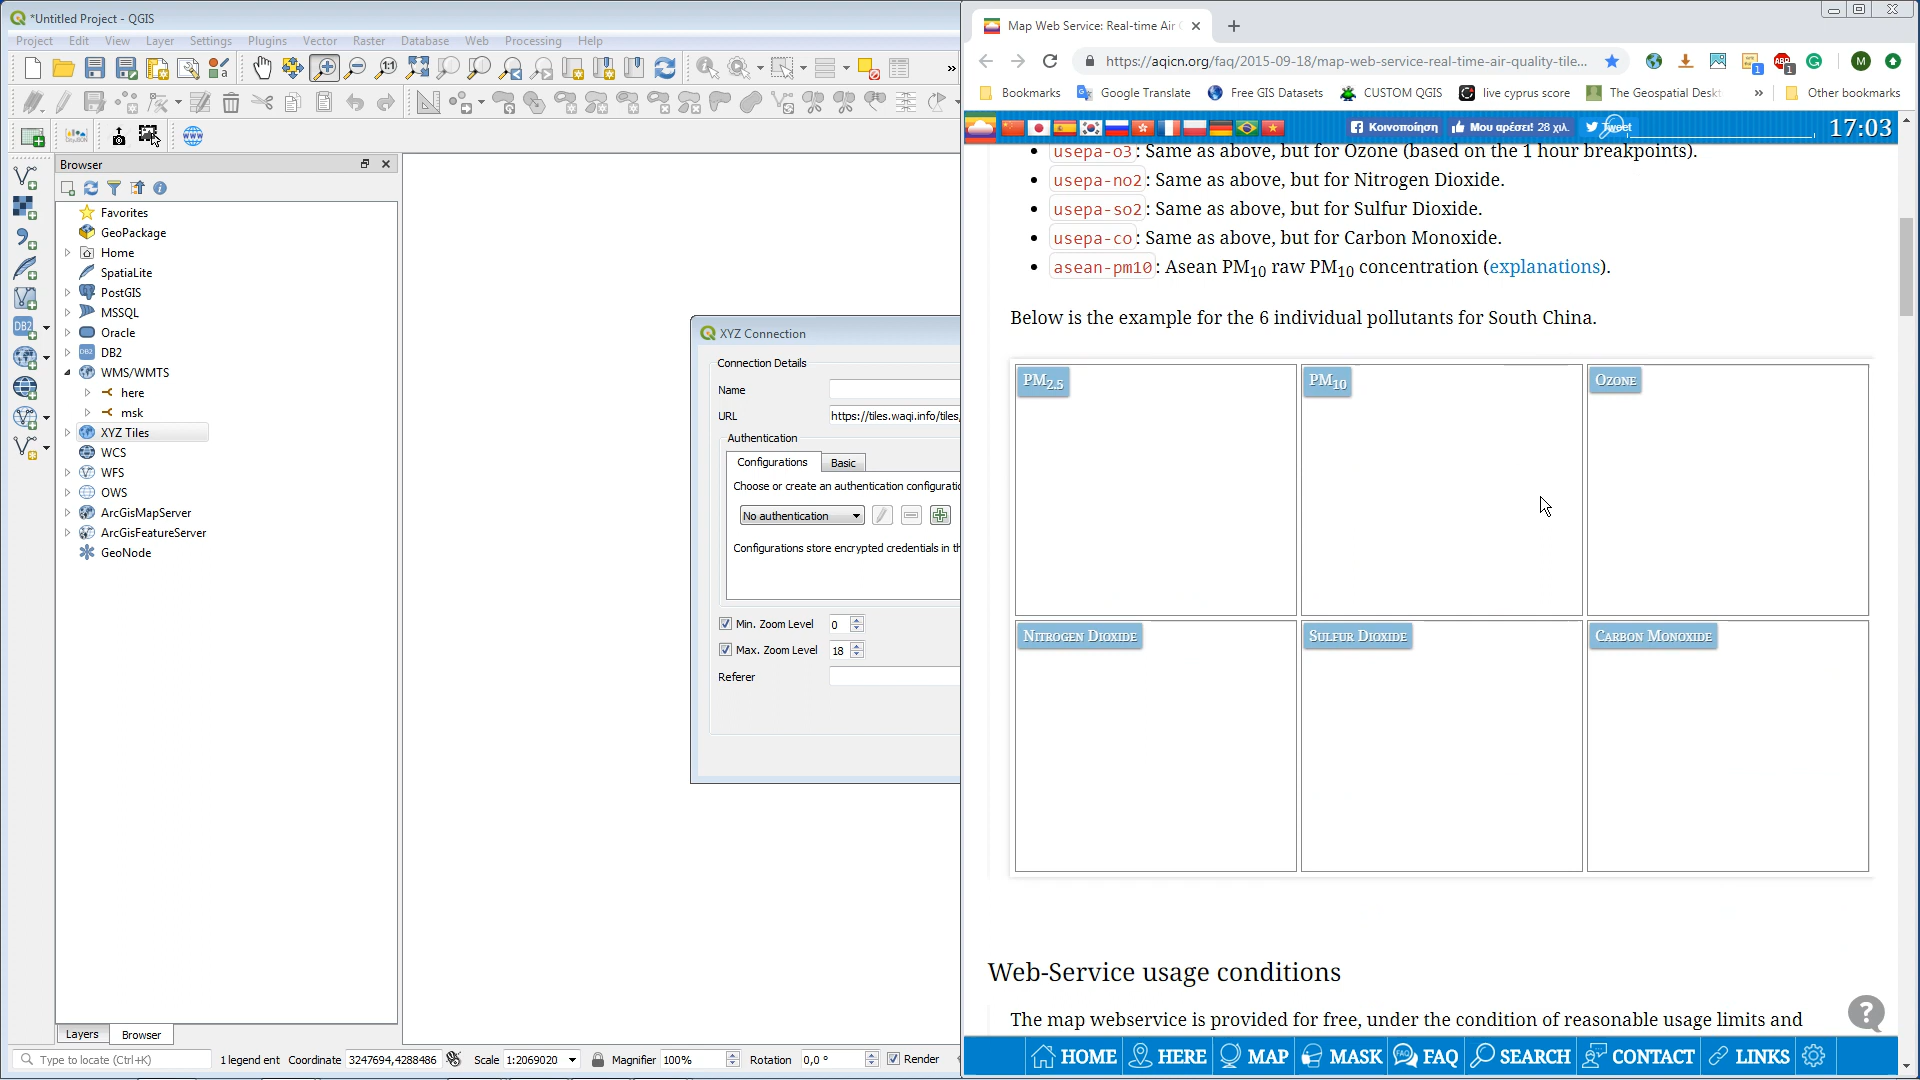 *Untitled Project - QGIS
Project Edit View Layer Settings Plugins Vector Raster Database Web Processing Help
»
Browser
Favorites
GeoPackage
Home
SpatiaLite
PostGIS
MSSQL
Oracle
DB2
WMS/WMTS
here
msk
XYZ Tiles
WCS
WFS
OWS
ArcGisMapServer
ArcGisFeatureServer
GeoNode
Layers Browser
Type to locate (Ctrl+K) 1 legend ent Coordinate 3247694,4288486 Scale 1:2069020 Magnifier 100% Rotation 0,0 ° Render
XYZ Connection
Connection Details
Name
URL https://tiles.waqi.info/tiles/
Authentication
Configurations Basic
Choose or create an authentication configuratio
No authentication
Configurations store encrypted credentials in th
Min. Zoom Level 0
Max. Zoom Level 18
Referer
Map Web Service: Real-time Air
https://aqicn.org/faq/2015-09-18/map-web-service-real-time-air-quality-tile...
Bookmarks Google Translate Free GIS Datasets CUSTOM QGIS live cyprus score The Geospatial Deskt » Other bookmarks
Κοινοποίηση Μου αρέσει! 28 χιλ. Tweet 17:03
usepa-o3: Same as above, but for Ozone (based on the 1 hour breakpoints).
usepa-no2: Same as above, but for Nitrogen Dioxide.
usepa-so2: Same as above, but for Sulfur Dioxide.
usepa-co: Same as above, but for Carbon Monoxide.
asean-pm10: Asean PM10 raw PM10 concentration (explanations).
Below is the example for the 6 individual pollutants for South China.
PM2.5 PM10 Ozone
Nitrogen Dioxide Sulfur Dioxide Carbon Monoxide
Web-Service usage conditions
The map webservice is provided for free, under the condition of reasonable usage limits and
HOME HERE MAP MASK FAQ SEARCH CONTACT LINKS